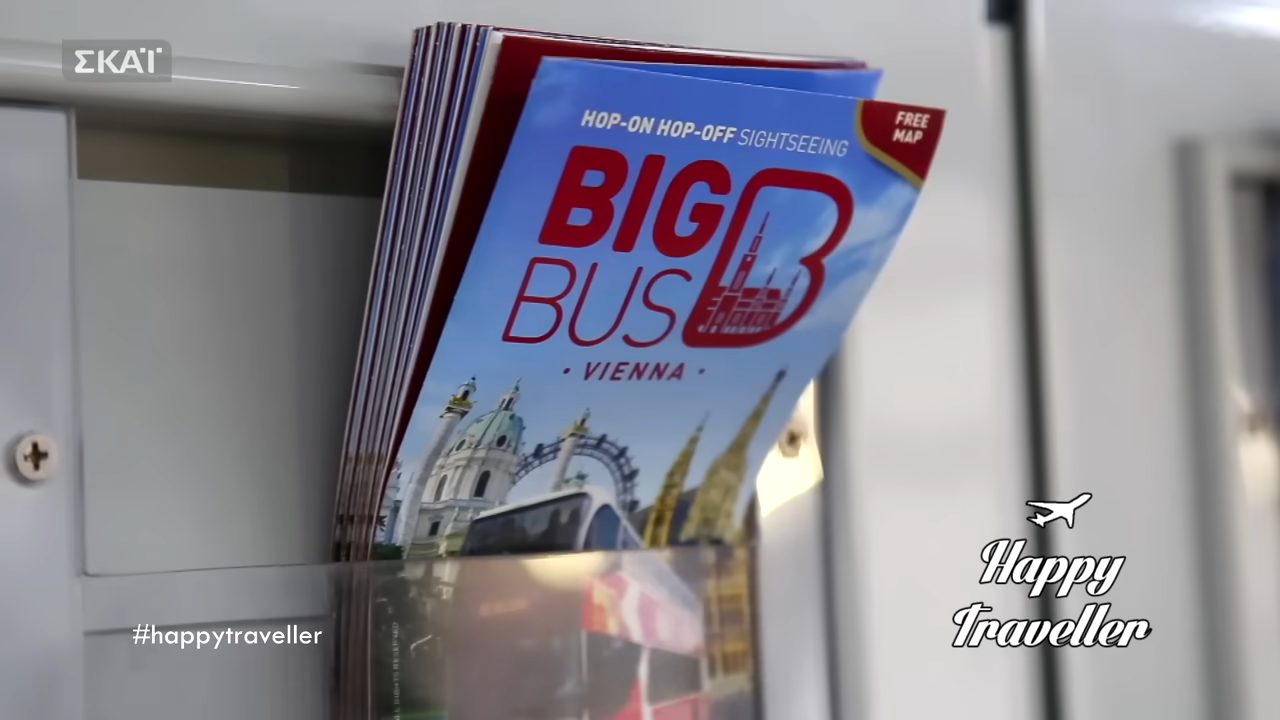 ΣΚΑΪ
HOP-ON HOP-OFF SIGHTSEEING
FREE
MAP
BIG
BUS
• VIENNA •
#happytraveller
Happy
Traveller